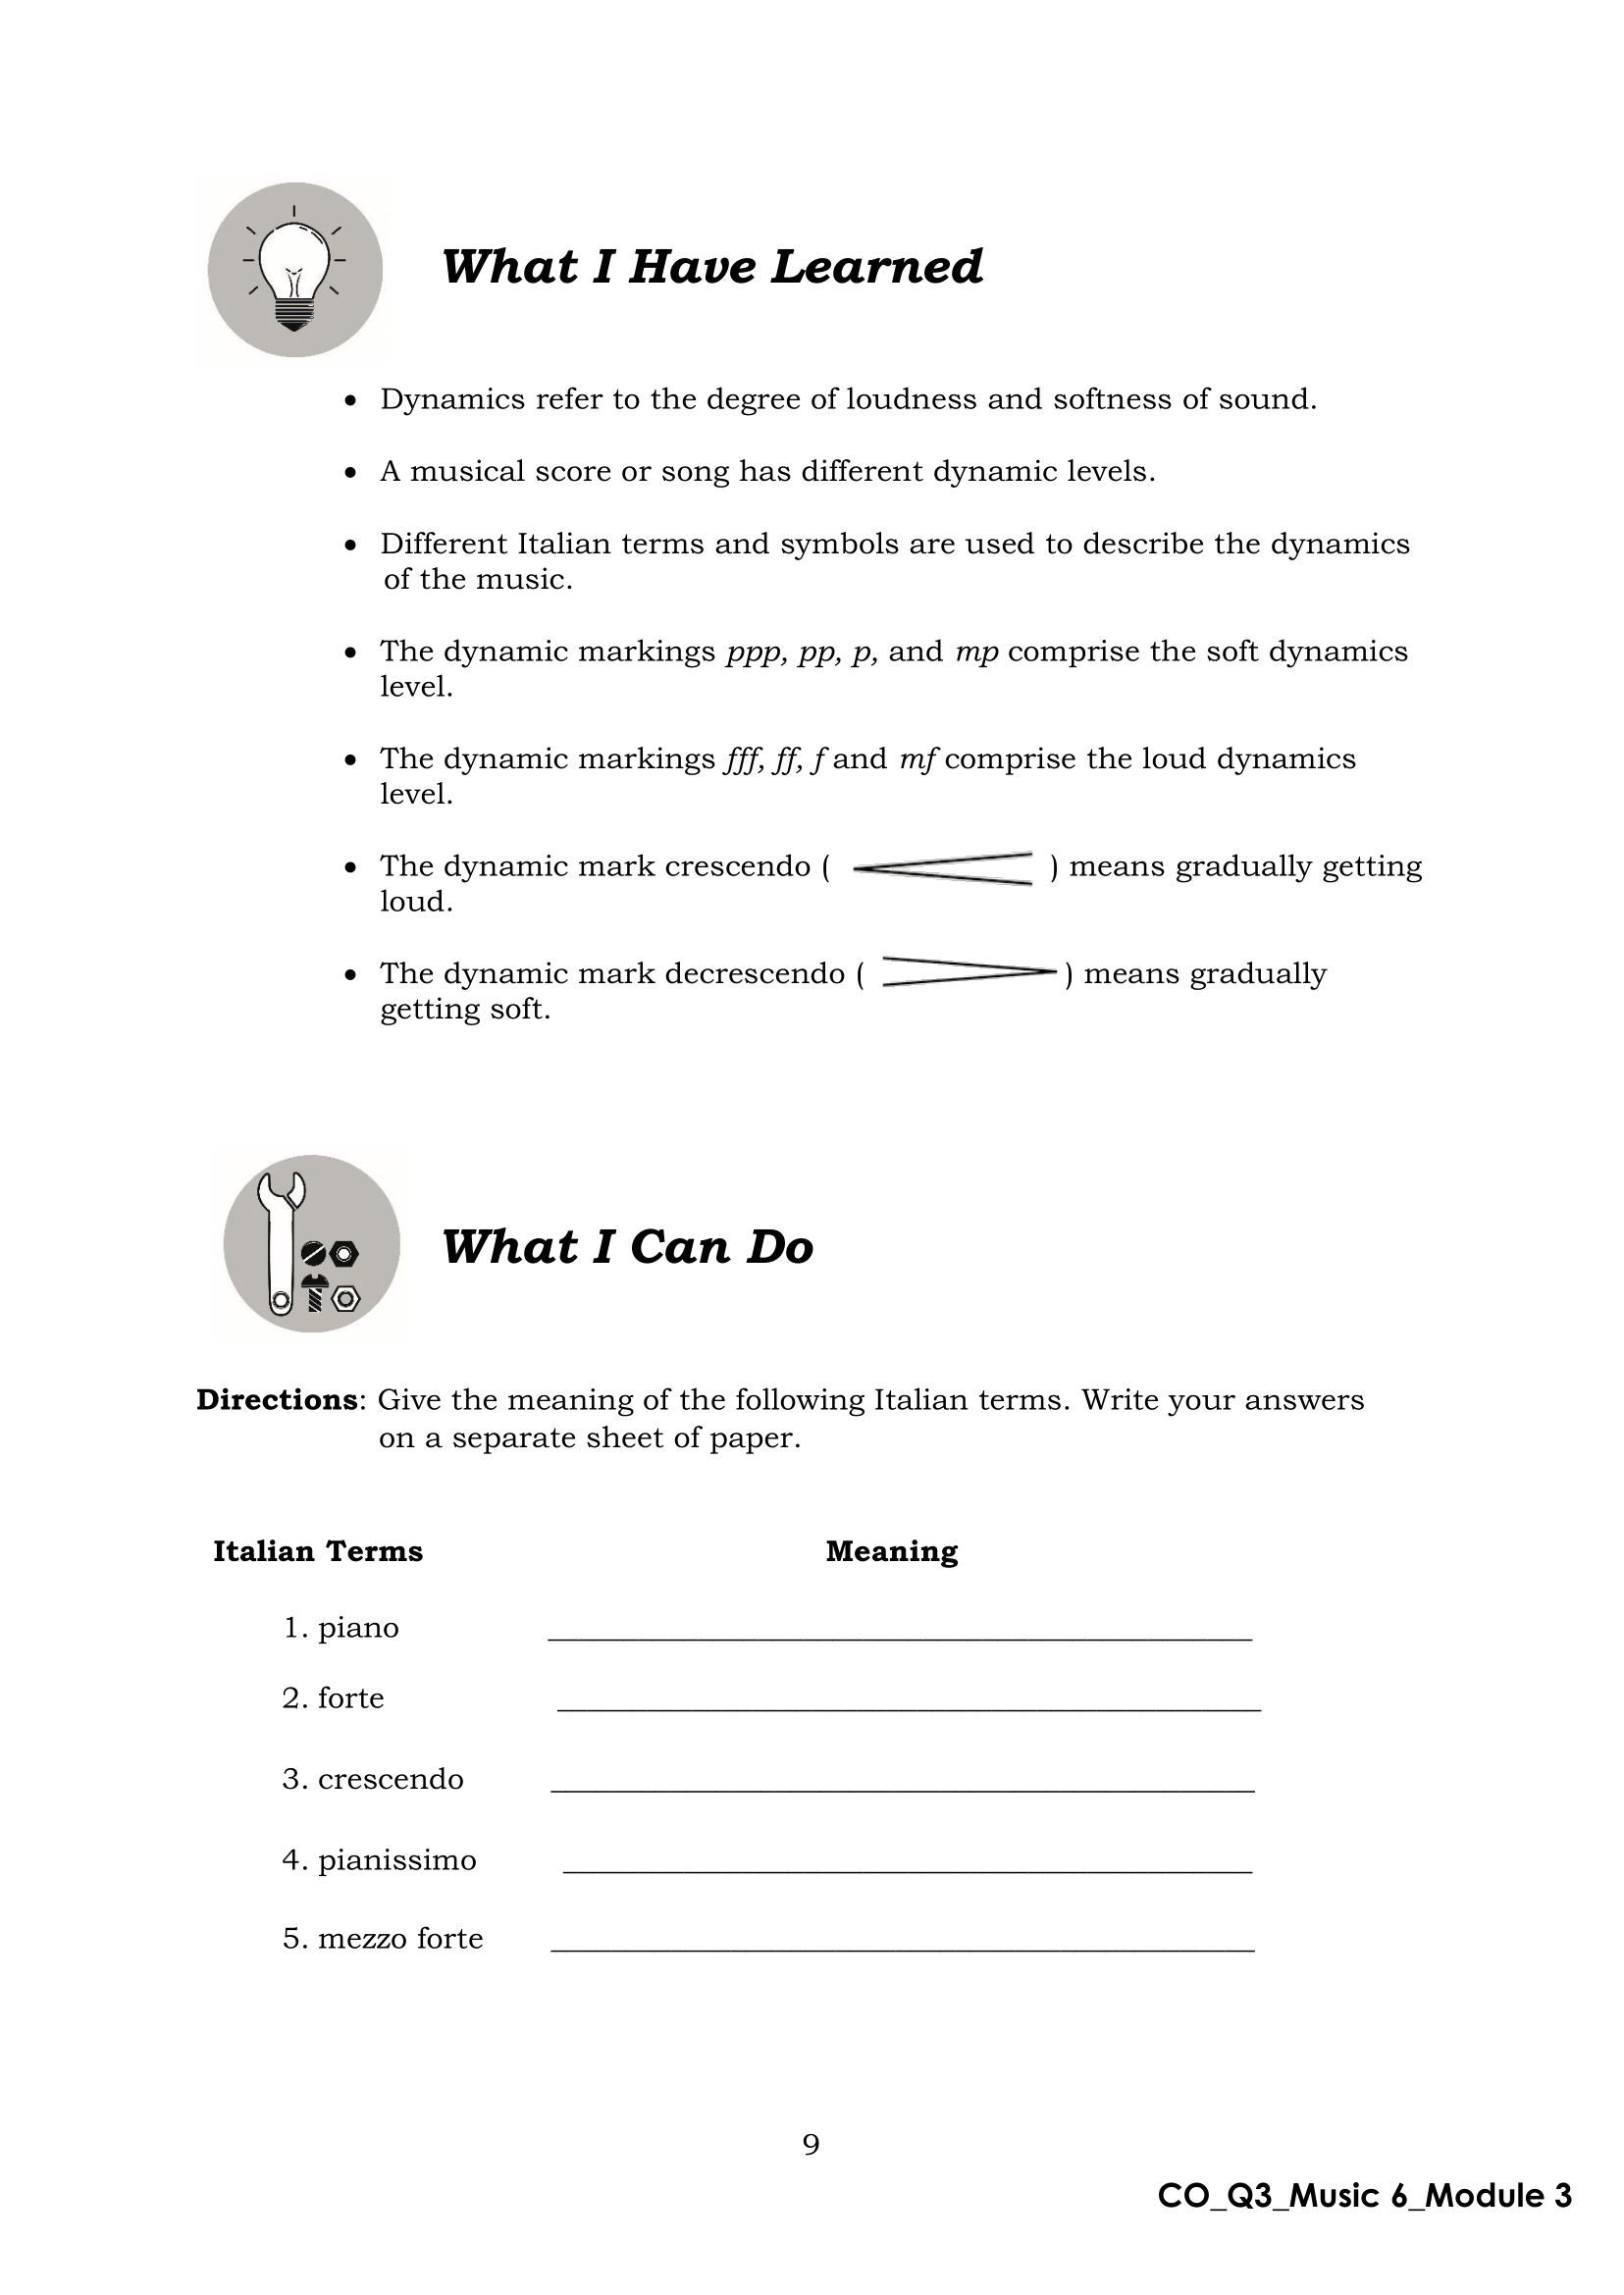 What I Have Learned
• Dynamics refer to the degree of loudness and softness of sound.
• A musical score or song has different dynamic levels.
• Different Italian terms and symbols are used to describe the dynamics
of the music.
• The dynamic markings ppp, pp, p, and mp comprise the soft dynamics
level.
• The dynamic markings fff, ff, f and mf comprise the loud dynamics
level.
• The dynamic mark crescendo ( ) means gradually getting
loud.
• The dynamic mark decrescendo ( ) means gradually
getting soft.
What I Can Do
Directions: Give the meaning of the following Italian terms. Write your answers
on a separate sheet of paper.
Italian Terms Meaning
1. piano _______________________________________________
2. forte _______________________________________________
3. crescendo _______________________________________________
4. pianissimo ______________________________________________
5. mezzo forte _______________________________________________
9
CO_Q3_Music 6_Module 3